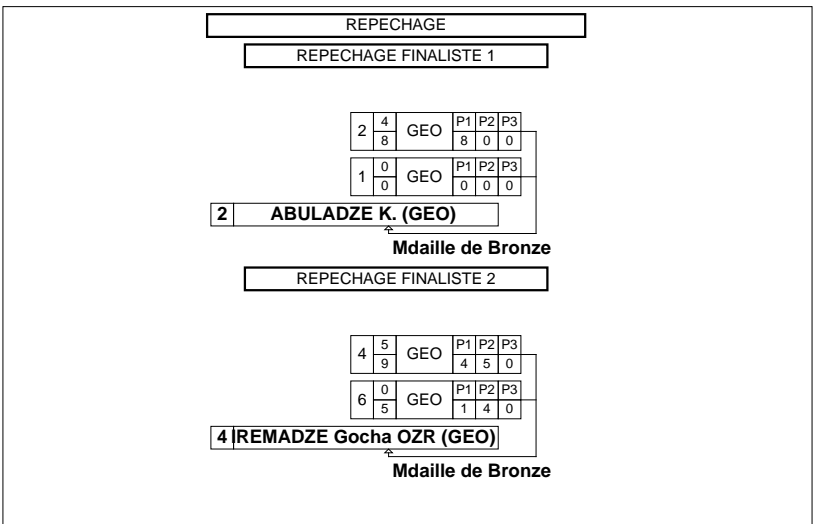 REPECHAGE
REPECHAGE FINALISTE 1
2 4 GEO P1 P2 P3
8 8 0 0
1 0 GEO P1 P2 P3
0 0 0 0
2 ABULADZE K. (GEO)
Mdaille de Bronze
REPECHAGE FINALISTE 2
4 5 GEO P1 P2 P3
9 4 5 0
6 0 GEO P1 P2 P3
5 1 4 0
4 IREMADZE Gocha OZR (GEO)
Mdaille de Bronze